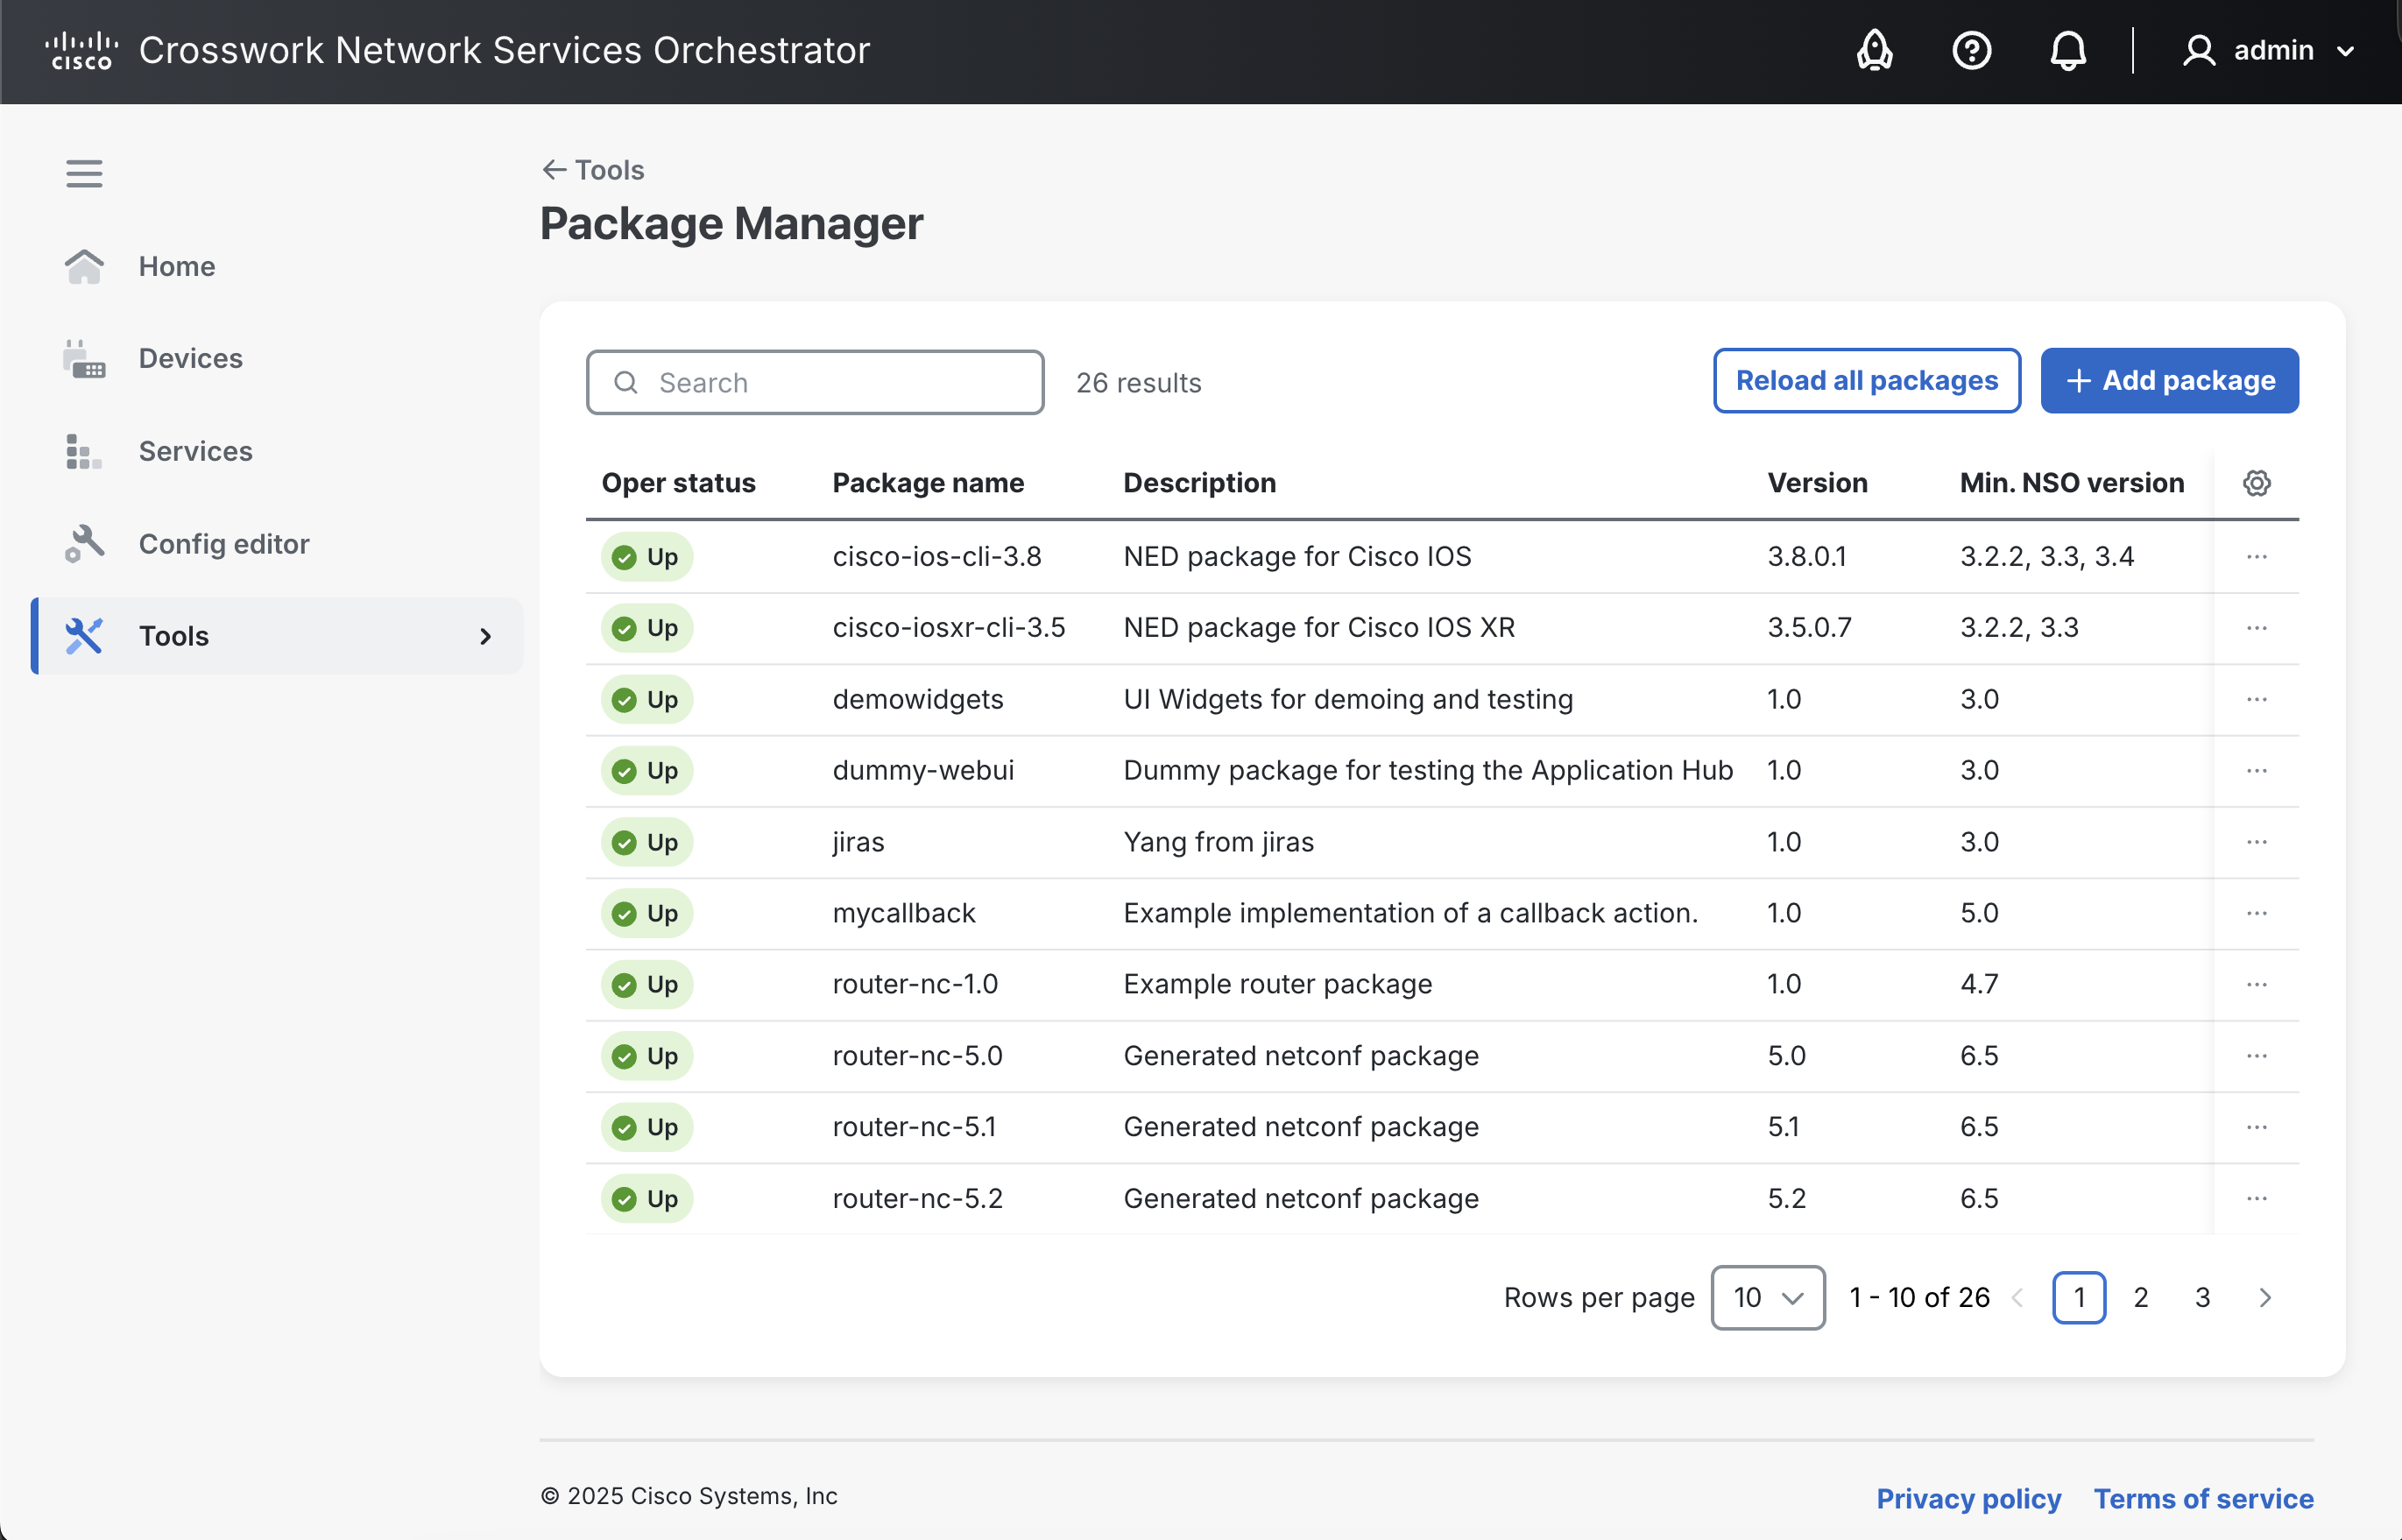 cisco Crosswork Network Services Orchestrator admin
Home
Devices
Services
Config editor
Tools
← Tools
Package Manager
Search 26 results Reload all packages + Add package
Oper status Package name Description Version Min. NSO version
Up cisco-ios-cli-3.8 NED package for Cisco IOS 3.8.0.1 3.2.2, 3.3, 3.4 ...
Up cisco-iosxr-cli-3.5 NED package for Cisco IOS XR 3.5.0.7 3.2.2, 3.3 ...
Up demowidgets UI Widgets for demoing and testing 1.0 3.0 ...
Up dummy-webui Dummy package for testing the Application Hub 1.0 3.0 ...
Up jiras Yang from jiras 1.0 3.0 ...
Up mycallback Example implementation of a callback action. 1.0 5.0 ...
Up router-nc-1.0 Example router package 1.0 4.7 ...
Up router-nc-5.0 Generated netconf package 5.0 6.5 ...
Up router-nc-5.1 Generated netconf package 5.1 6.5 ...
Up router-nc-5.2 Generated netconf package 5.2 6.5 ...
Rows per page 10 1 - 10 of 26 < 1 2 3 >
© 2025 Cisco Systems, Inc Privacy policy Terms of service